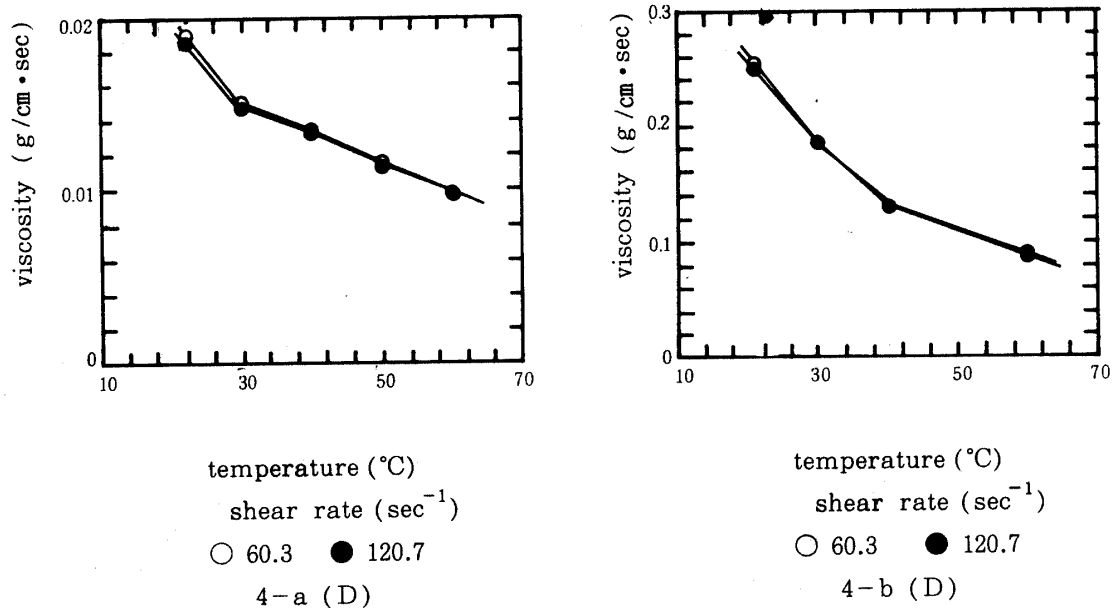 0.02
0.01
0
viscosity (g/cm•sec)
10 30 50 70
temperature (°C)
shear rate (sec⁻¹)
○ 60.3 ● 120.7
4-a (D)
0.3
0.2
0.1
0
viscosity (g/cm•sec)
10 30 50 70
temperature (°C)
shear rate (sec⁻¹)
○ 60.3 ● 120.7
4-b (D)